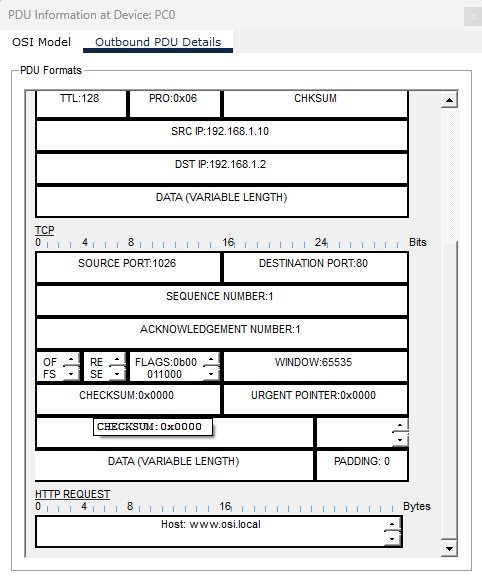 PDU Information at Device: PC0
x
OSI Model Outbound PDU Details
PDU Formats
TTL:128 PRO:0x06 CHKSUM
SRC IP:192.168.1.10
DST IP:192.168.1.2
DATA (VARIABLE LENGTH)
TCP
0 4 8 16 24 Bits
SOURCE PORT:1026 DESTINATION PORT:80
SEQUENCE NUMBER:1
ACKNOWLEDGEMENT NUMBER:1
OF RE FLAGS:0b00 WINDOW:65535
FS SE 011000
CHECKSUM:0x0000 URGENT POINTER:0x0000
CHECKSUM:0x0000
DATA (VARIABLE LENGTH) PADDING: 0
HTTP REQUEST
0 4 8 16 Bytes
Host: www.osi.local